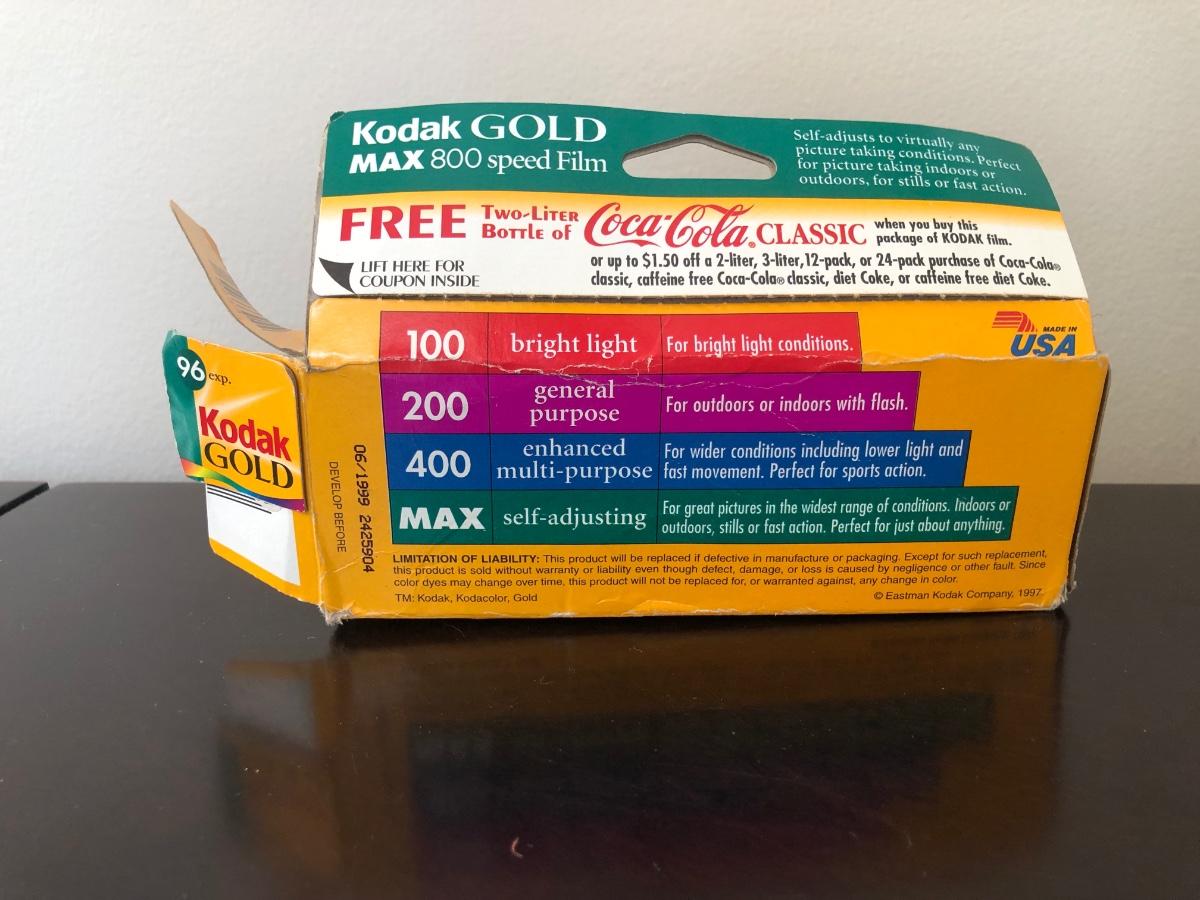 Kodak GOLD
MAX 800 speed Film
Self-adjusts to virtually any
picture taking conditions. Perfect
for picture taking indoors or
outdoors, for stills or fast action.
FREE Two-Liter
Bottle of Coca-Cola® CLASSIC when you buy this
package of KODAK film.
or up to $1.50 off a 2-liter, 3-liter, 12-pack, or 24-pack purchase of Coca-Cola®
classic, caffeine free Coca-Cola® classic, diet Coke, or caffeine free diet Coke.
LIFT HERE FOR
COUPON INSIDE
100 bright light For bright light conditions.
MADE IN
USA
200 general
purpose For outdoors or indoors with flash.
400 enhanced
multi-purpose For wider conditions including lower light and
fast movement. Perfect for sports action.
MAX self-adjusting For great pictures in the widest range of conditions. Indoors or
outdoors, stills or fast action. Perfect for just about anything.
LIMITATION OF LIABILITY: This product will be replaced if defective in manufacture or packaging. Except for such replacement,
this product is sold without warranty or liability even though defect, damage, or loss is caused by negligence or other fault. Since
color dyes may change over time, this product will not be replaced for, or warranted against, any change in color.
TM: Kodak, Kodacolor, Gold
© Eastman Kodak Company, 1997
06/1999 2425904
DEVELOP BEFORE
96 exp.
Kodak
GOLD